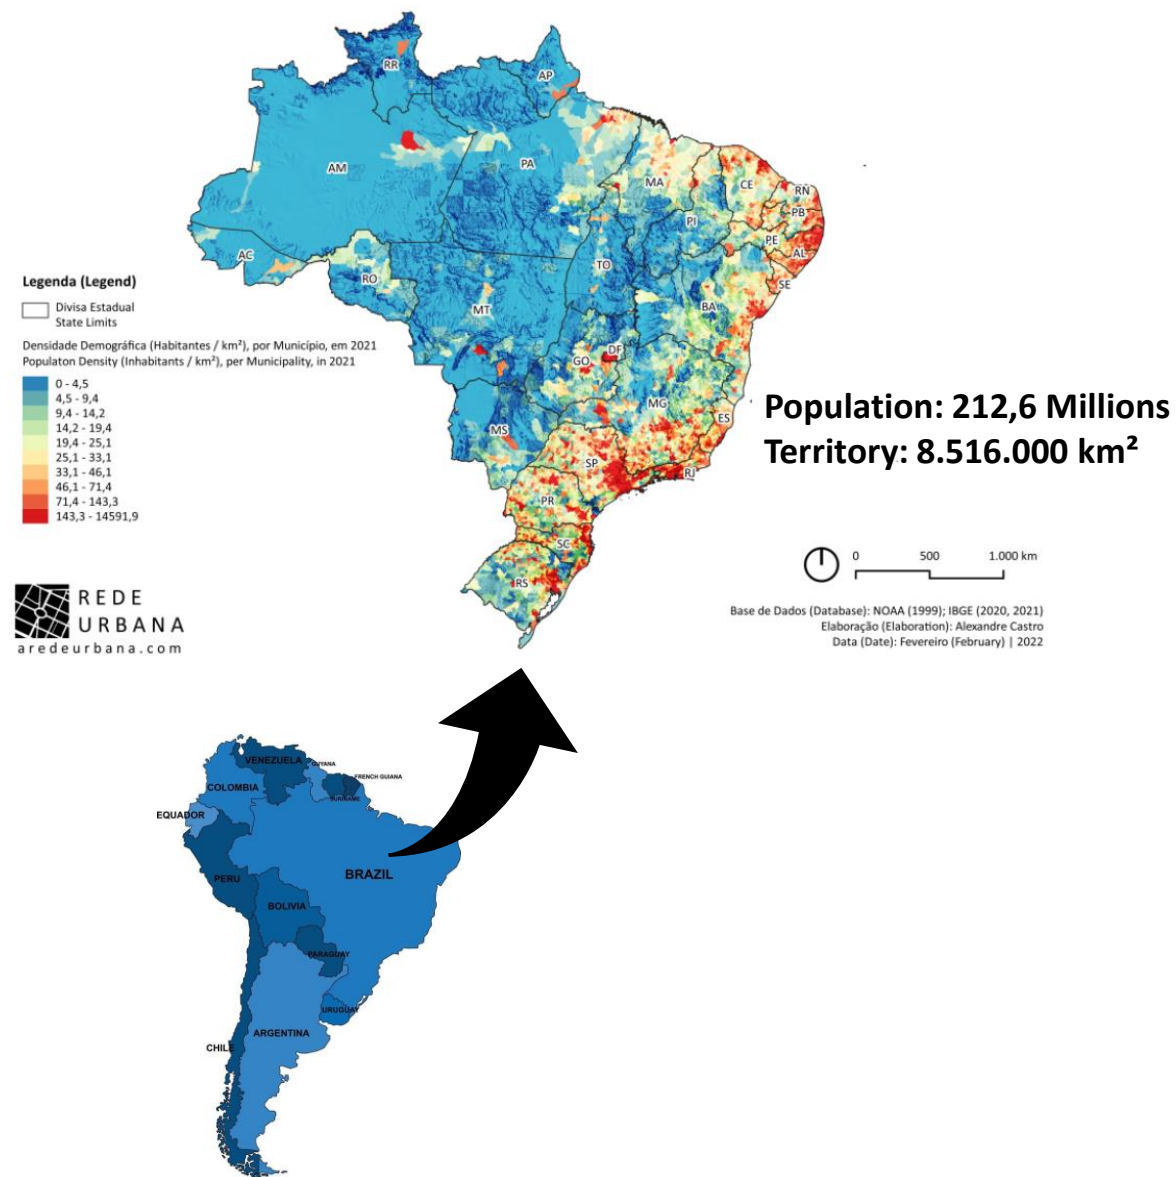 RR
AP
AM
PA
MA
CE
RN
PB
PI
PE
AL
AC
TO
SE
RO
BA
MT
GO
DF
MG
ES
MS
SP
RJ
PR
SC
RS
Legenda (Legend)
Divisa Estadual
State Limits
Densidade Demográfica (Habitantes / km²), por Município, em 2021
Populaton Density (Inhabitants / km²), per Municipality, in 2021
0 - 4,5
4,5 - 9,4
9,4 - 14,2
14,2 - 19,4
19,4 - 25,1
25,1 - 33,1
33,1 - 46,1
46,1 - 71,4
71,4 - 143,3
143,3 - 14591,9
Population: 212,6 Millions
Territory: 8.516.000 km²
0 500 1.000 km
REDE
URBANA
aredeurbana.com
Base de Dados (Database): NOAA (1999); IBGE (2020, 2021)
Elaboração (Elaboration): Alexandre Castro
Data (Date): Fevereiro (February) | 2022
VENEZUELA
GUYANA
FRENCH GUIANA
COLOMBIA
SURINAME
EQUADOR
PERU
BRAZIL
BOLIVIA
PARAGUAY
URUGUAY
ARGENTINA
CHILE